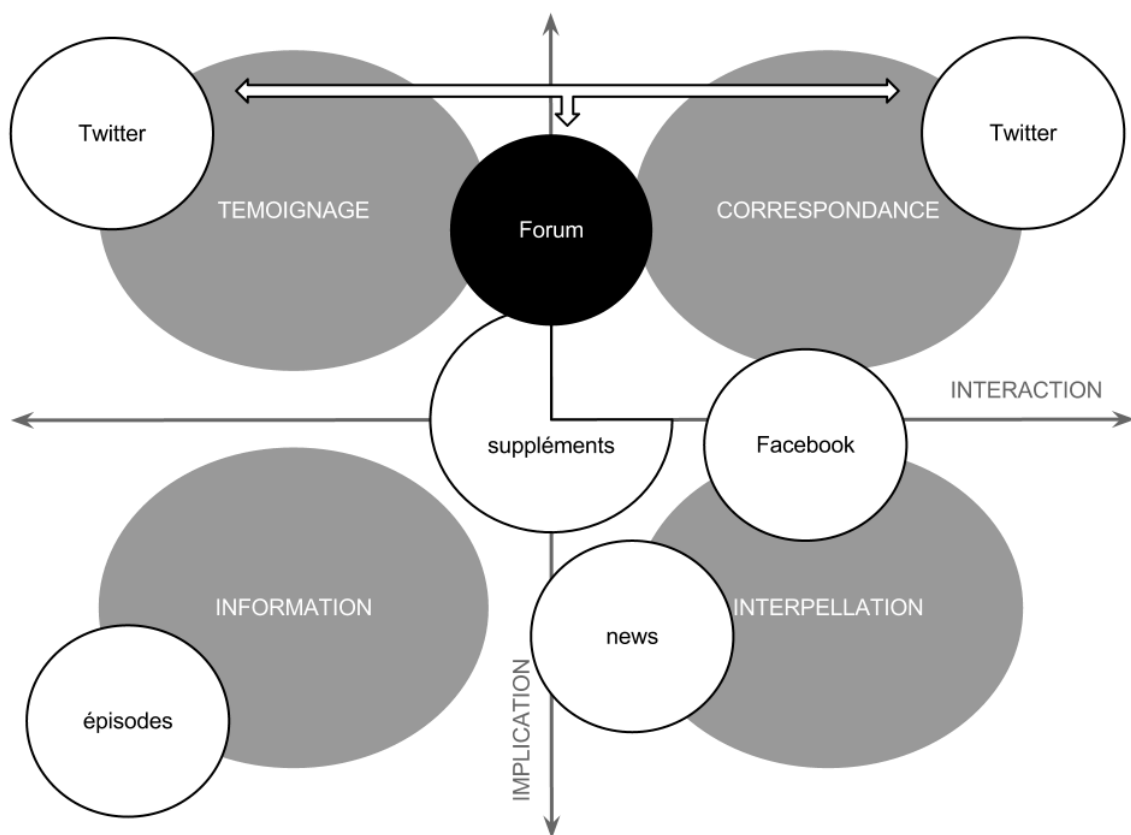 Twitter
Twitter
TEMOIGNAGE
Forum
CORRESPONDANCE
INTERACTION
suppléments
Facebook
INFORMATION
INTERPELLATION
news
épisodes
IMPLICATION